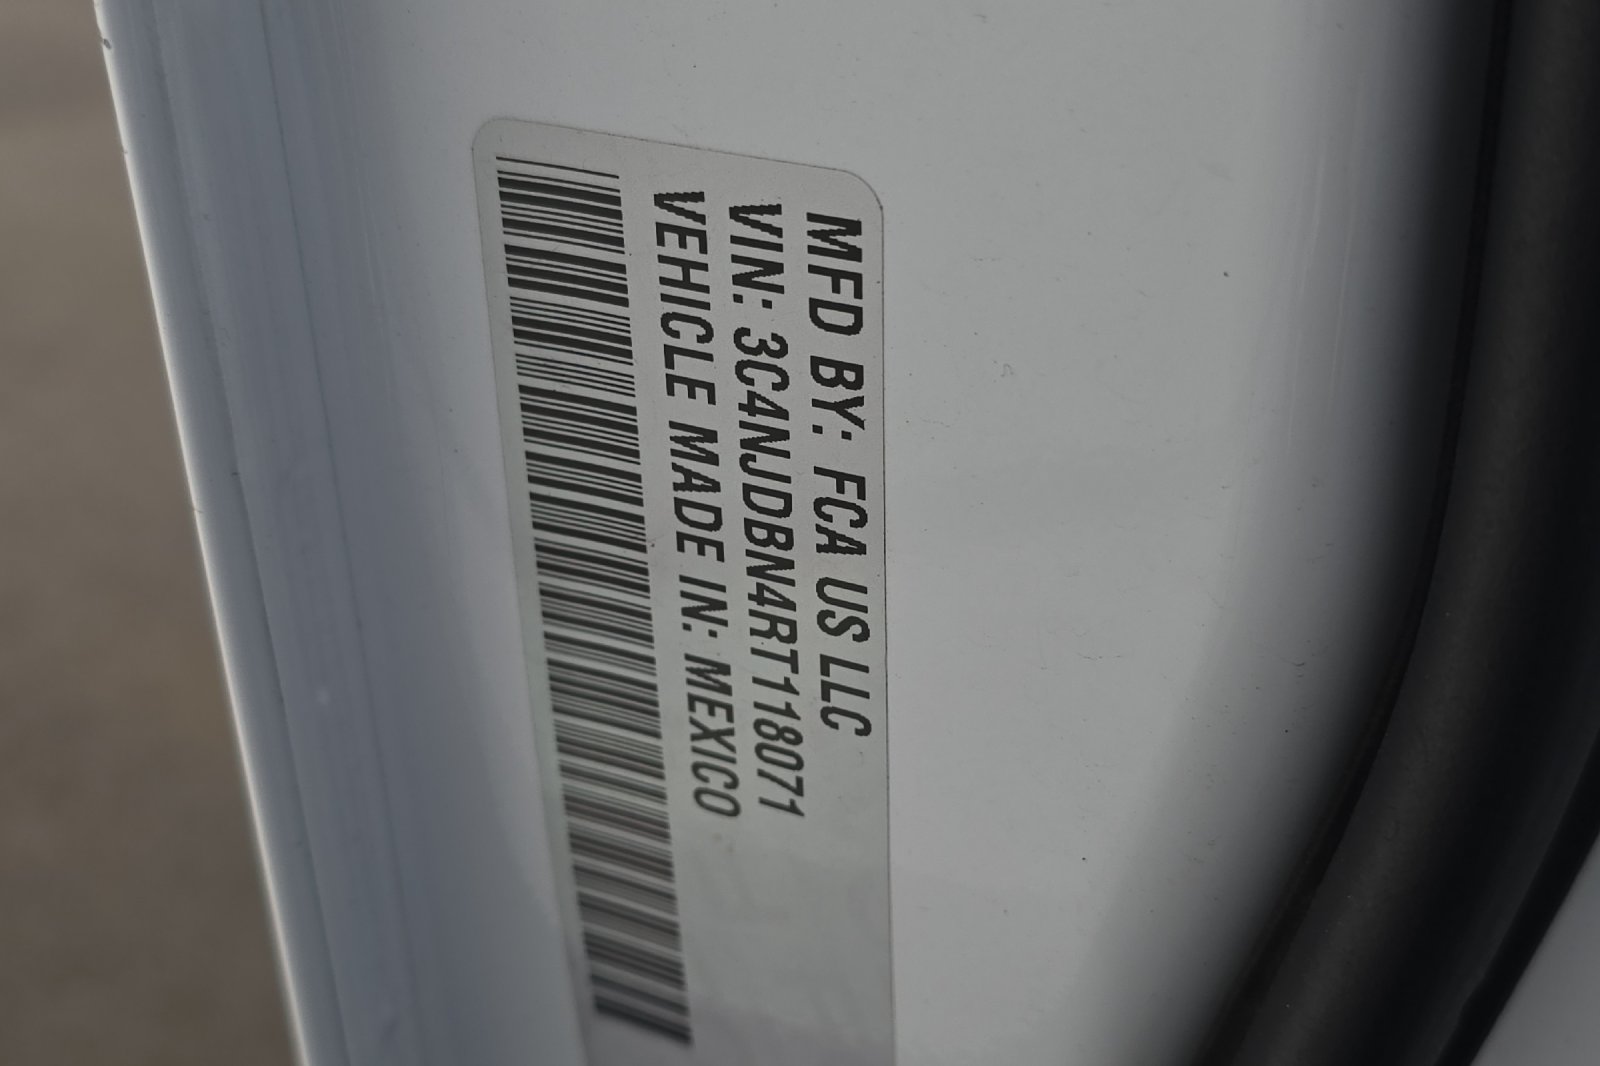 MFD BY: FCA US LLC
VIN: 3C4NJDBN4RT118071
VEHICLE MADE IN: MEXICO